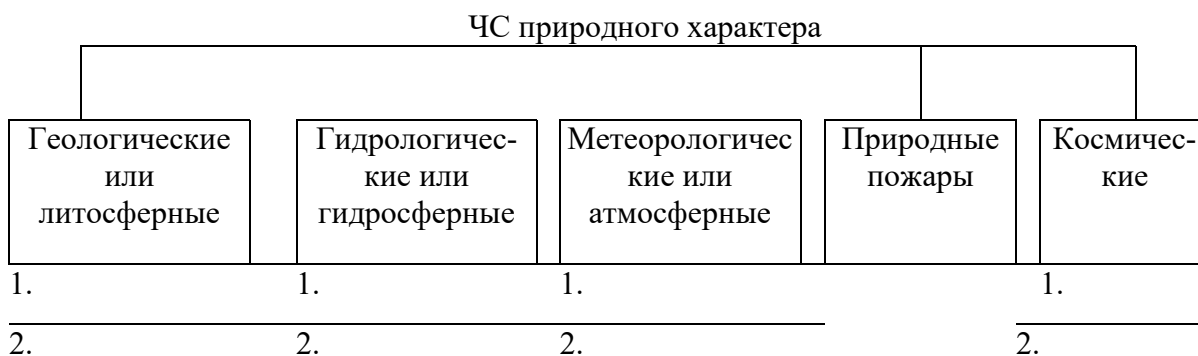 ЧС природного характера
Геологические
или
литосферные
Гидрологичес-
кие или
гидросферные
Метеорологичес
кие или
атмосферные
Природные
пожары
Космичес-
кие
1. 1. 1. 1.
2. 2. 2. 2.